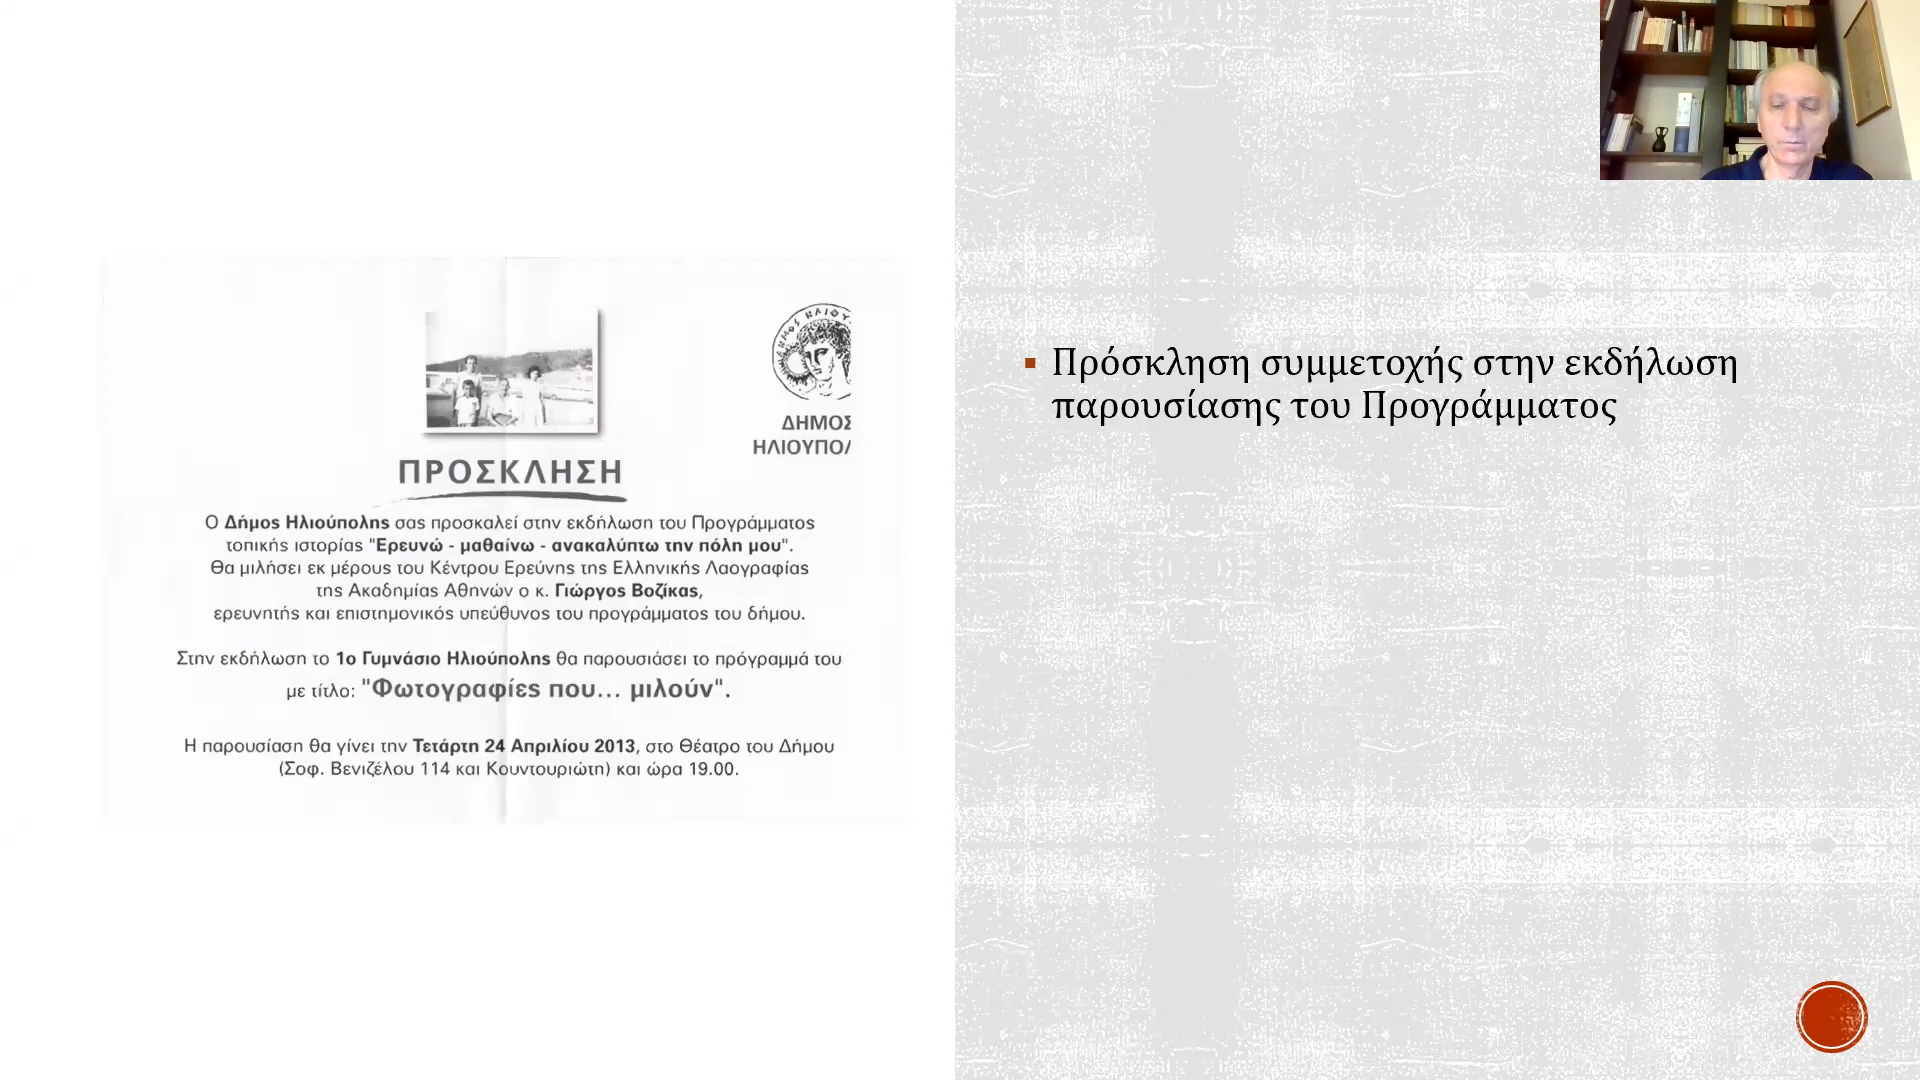 ΔΗΜΟΣ ΗΛΙΟΥ
ΔΗΜΟΣ
ΗΛΙΟΥΠΟΛ
ΠΡΟΣΚΛΗΣΗ
Ο Δήμος Ηλιούπολης σας προσκαλεί στην εκδήλωση του Προγράμματος
τοπικής ιστορίας "Ερευνώ - μαθαίνω - ανακαλύπτω την πόλη μου".
Θα μιλήσει εκ μέρους του Κέντρου Ερεύνης της Ελληνικής Λαογραφίας
της Ακαδημίας Αθηνών ο κ. Γιώργος Βοζίκας,
ερευνητής και επιστημονικός υπεύθυνος του προγράμματος του δήμου.
Στην εκδήλωση το 1ο Γυμνάσιο Ηλιούπολης θα παρουσιάσει το πρόγραμμά του
με τίτλο: "Φωτογραφίες που... μιλούν".
Η παρουσίαση θα γίνει την Τετάρτη 24 Απριλίου 2013, στο Θέατρο του Δήμου
(Σοφ. Βενιζέλου 114 και Κουντουριώτη) και ώρα 19.00.
Πρόσκληση συμμετοχής στην εκδήλωση
παρουσίασης του Προγράμματος